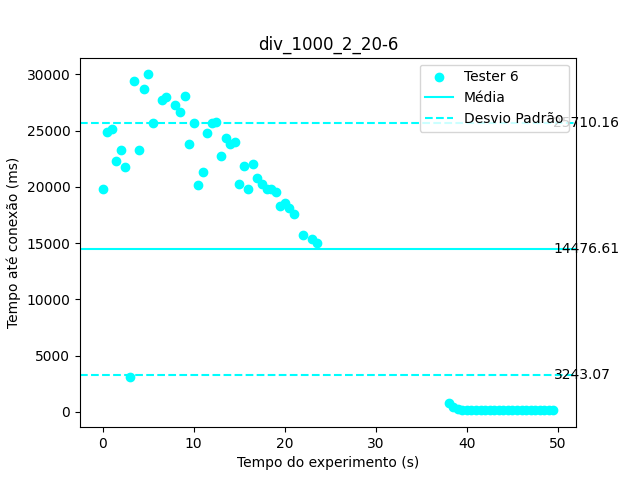 div_1000_2_20-6
Tester 6
Média
Desvio Padrão
30000
25000
20000
15000
10000
5000
0
25710.16
14476.61
3243.07
0
10
20
30
40
50
Tempo até conexão (ms)
Tempo do experimento (s)